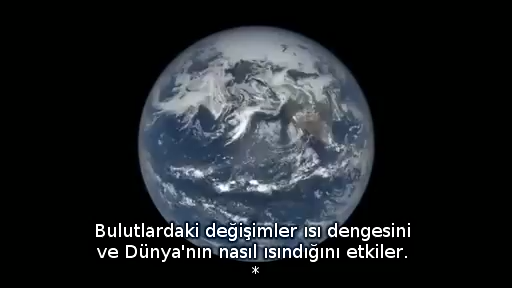 Bulutlardaki değişimler ısı dengesini
ve Dünya'nın nasıl ısındığını etkiler.
*